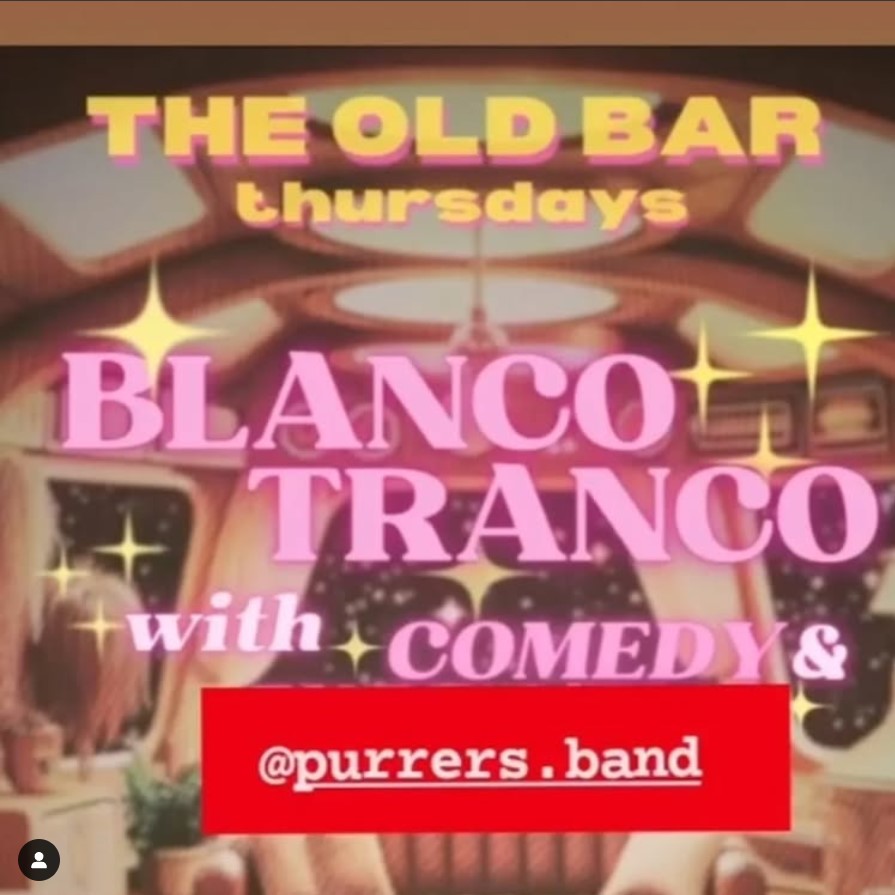 THE OLD BAR
thursdays
BLANCO
TRANCO
with COMEDY &
@purrers.band